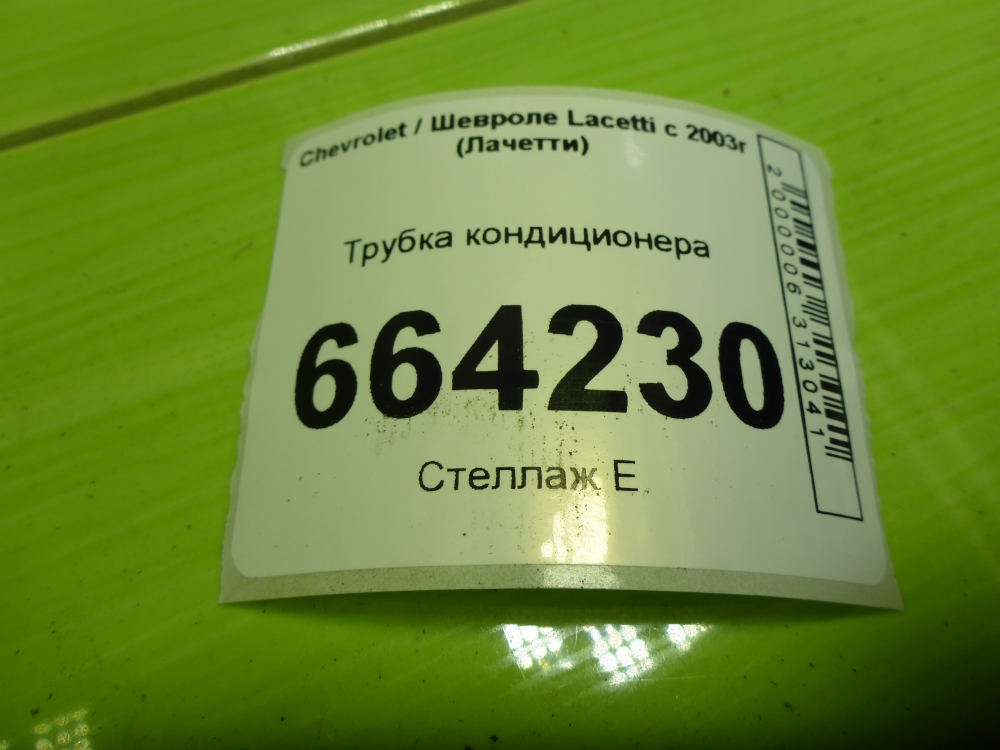 Chevrolet / Шевроле Lacetti с 2003г
(Лачетти)
Трубка кондиционера
664230
Стеллаж Е
2000006313041